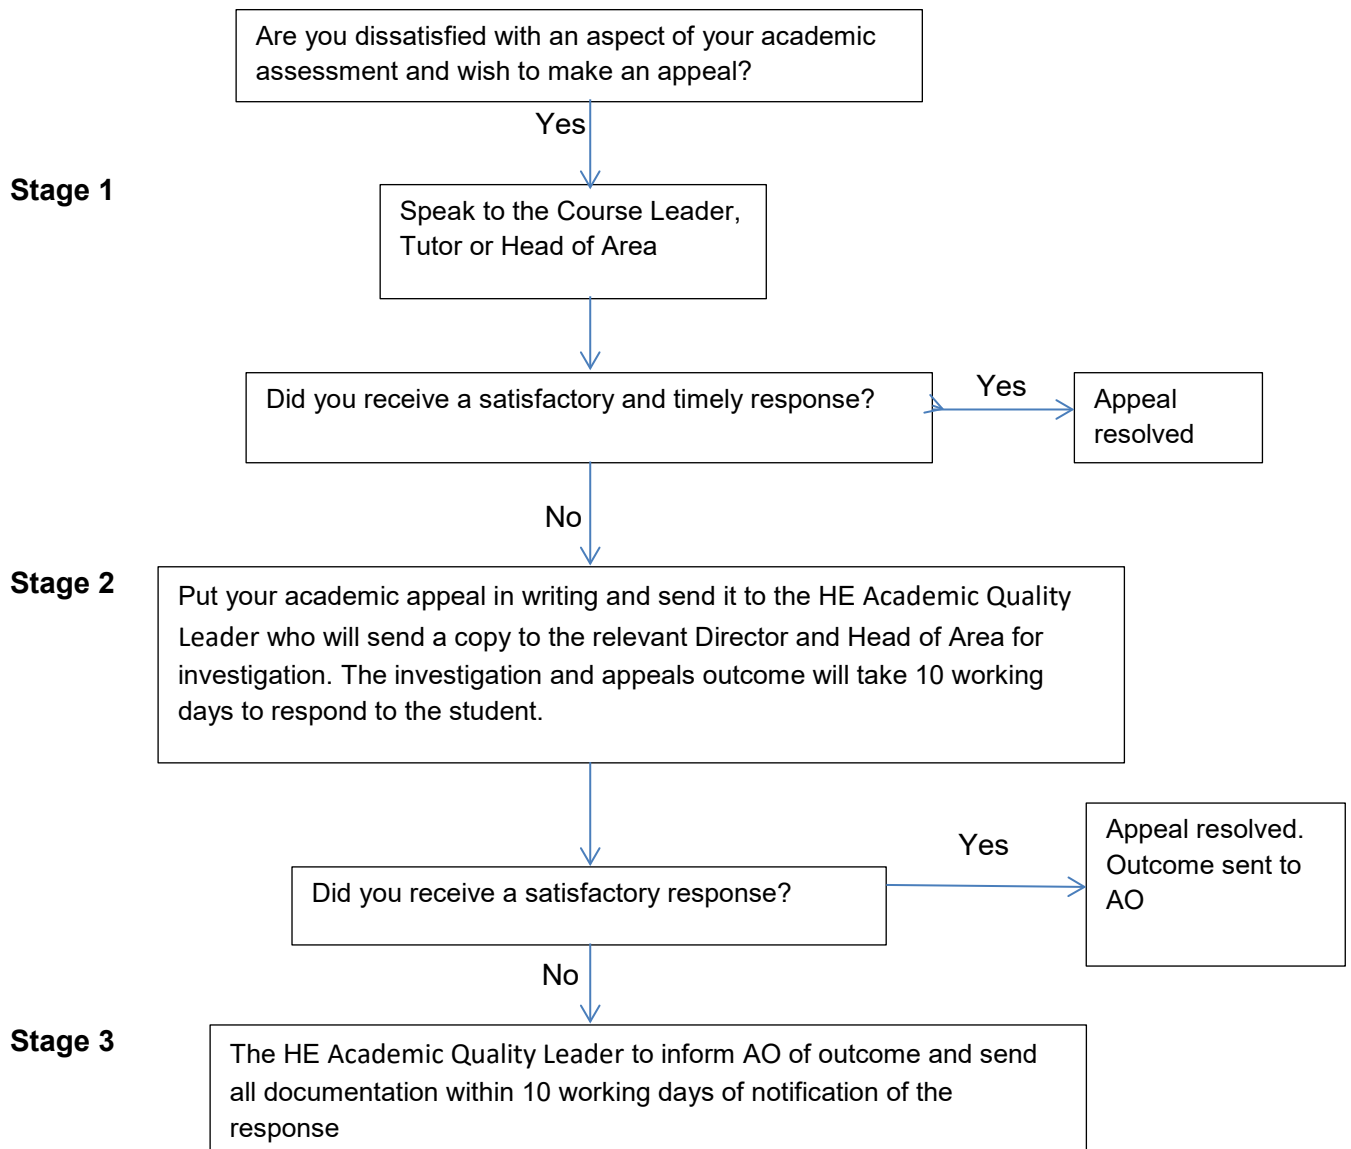 Are you dissatisfied with an aspect of your academic
assessment and wish to make an appeal?
Yes
Stage 1
Speak to the Course Leader,
Tutor or Head of Area
Did you receive a satisfactory and timely response?
Yes
Appeal
resolved
No
Stage 2
Put your academic appeal in writing and send it to the HE Academic Quality
Leader who will send a copy to the relevant Director and Head of Area for
investigation. The investigation and appeals outcome will take 10 working
days to respond to the student.
Did you receive a satisfactory response?
Yes
Appeal resolved.
Outcome sent to
AO
No
Stage 3
The HE Academic Quality Leader to inform AO of outcome and send
all documentation within 10 working days of notification of the
response